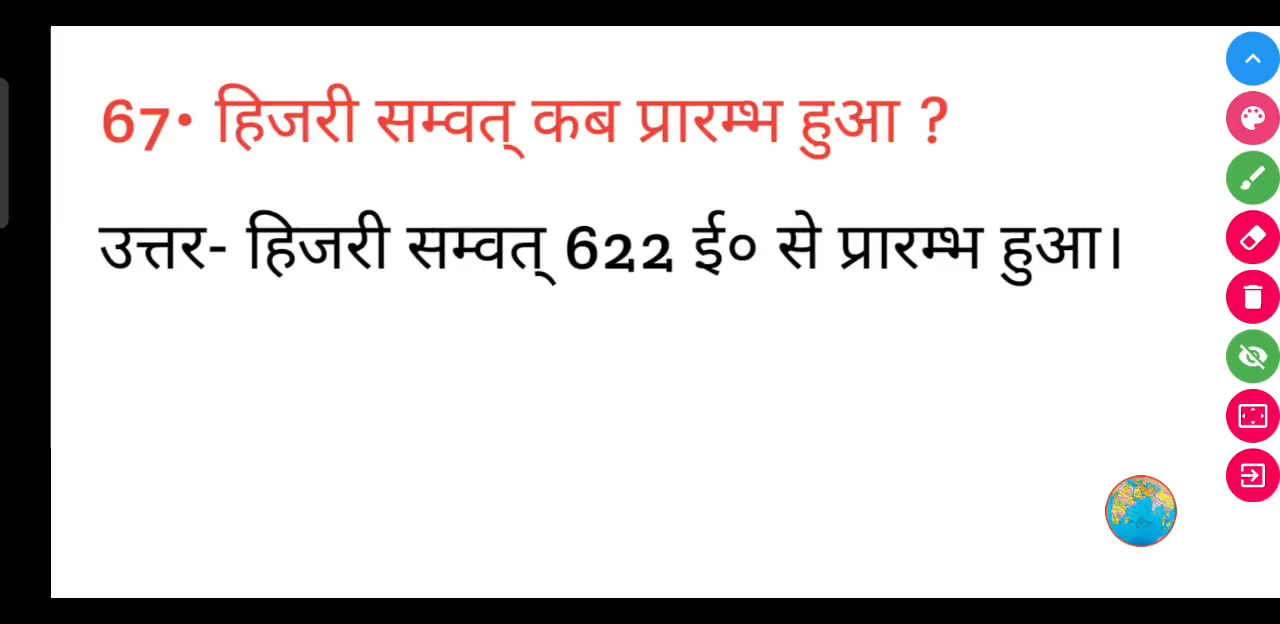 67• हिजरी सम्वत् कब प्रारम्भ हुआ ?
उत्तर- हिजरी सम्वत् 622 ई० से प्रारम्भ हुआ।